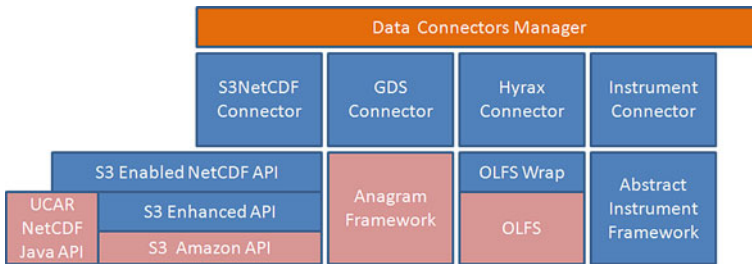 Data Connectors Manager
S3NetCDF
Connector
GDS
Connector
Hyrax
Connector
Instrument
Connector
S3 Enabled NetCDF API
UCAR
NetCDF
Java API
S3 Enhanced API
S3 Amazon API
Anagram
Framework
OLFS Wrap
OLFS
Abstract
Instrument
Framework